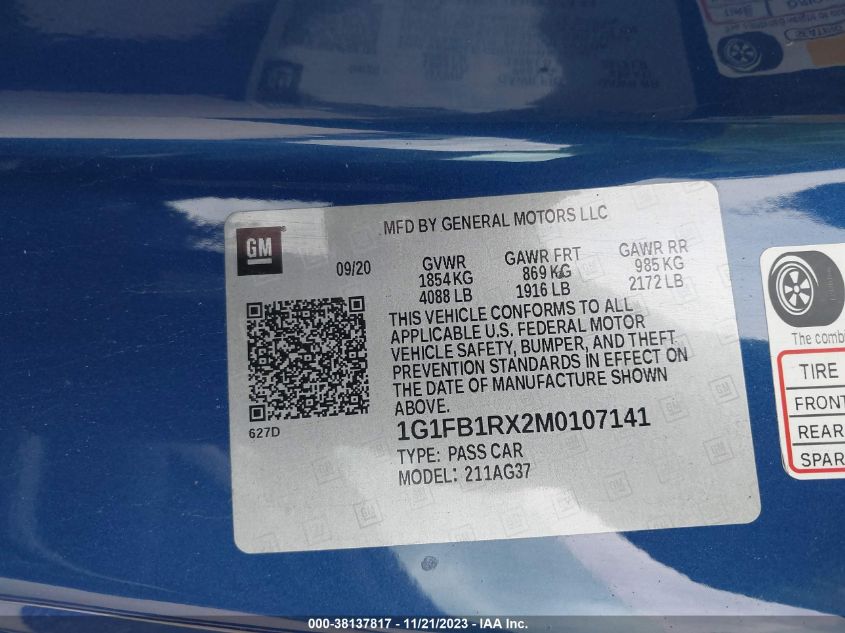 MFD BY GENERAL MOTORS LLC
GM
09/20
GVWR
1854 KG
4088 LB
GAWR FRT
869 KG
1916 LB
GAWR RR
985 KG
2172 LB
THIS VEHICLE CONFORMS TO ALL
APPLICABLE U.S. FEDERAL MOTOR
VEHICLE SAFETY, BUMPER, AND THEFT
PREVENTION STANDARDS IN EFFECT ON
THE DATE OF MANUFACTURE SHOWN
ABOVE.
627D
1G1FB1RX2M0107141
TYPE: PASS CAR
MODEL: 211AG37
The combi
TIRE
FRONT
REAR
SPAR
000-38137817 - 11/21/2023 - IAA Inc.